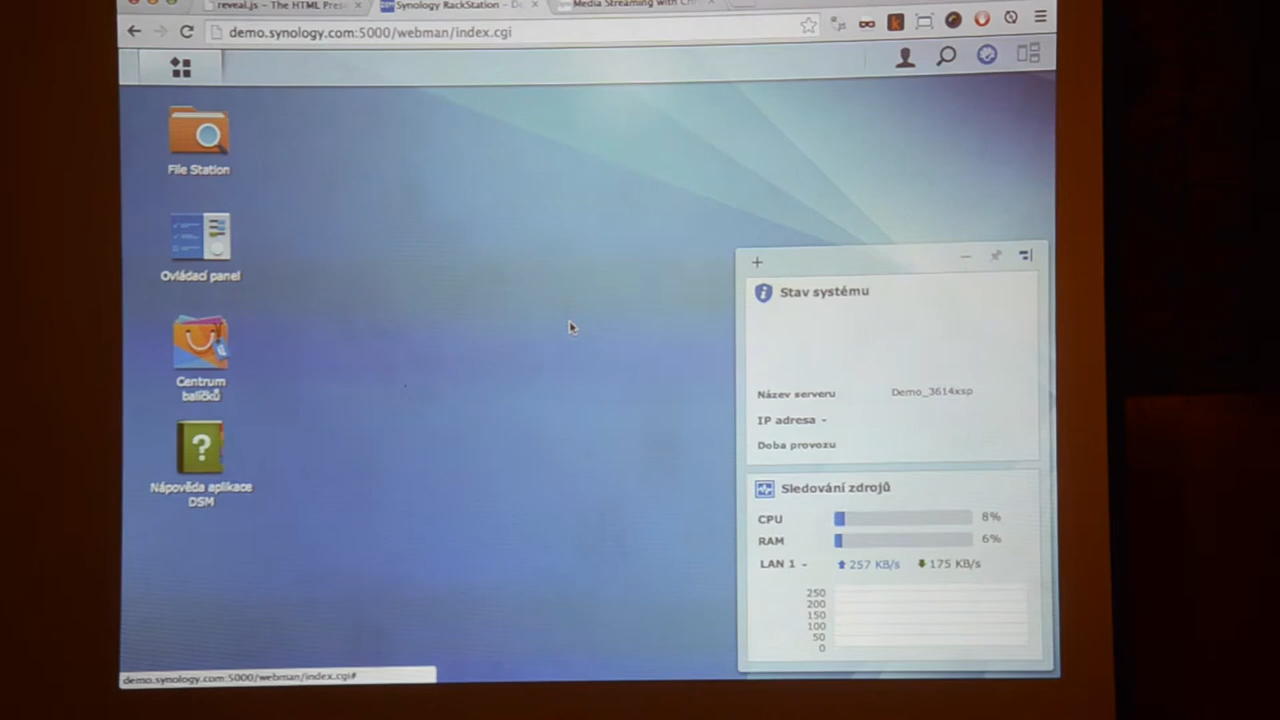 reveal.js – The HTML Pres
Synology RackStation - D
Media Streaming with
demo.synology.com:5000/webman/index.cgi
File Station
Ovládací panel
Centrum
balíčků
Nápověda aplikace
DSM
Stav systému
Název serveru Demo_3614xsp
IP adresa -
Doba provozu
Sledování zdrojů
CPU 8%
RAM 6%
LAN 1 - 257 KB/s 175 KB/s
250
200
150
100
50
0
demo.synology.com:5000/webman/index.cgi#